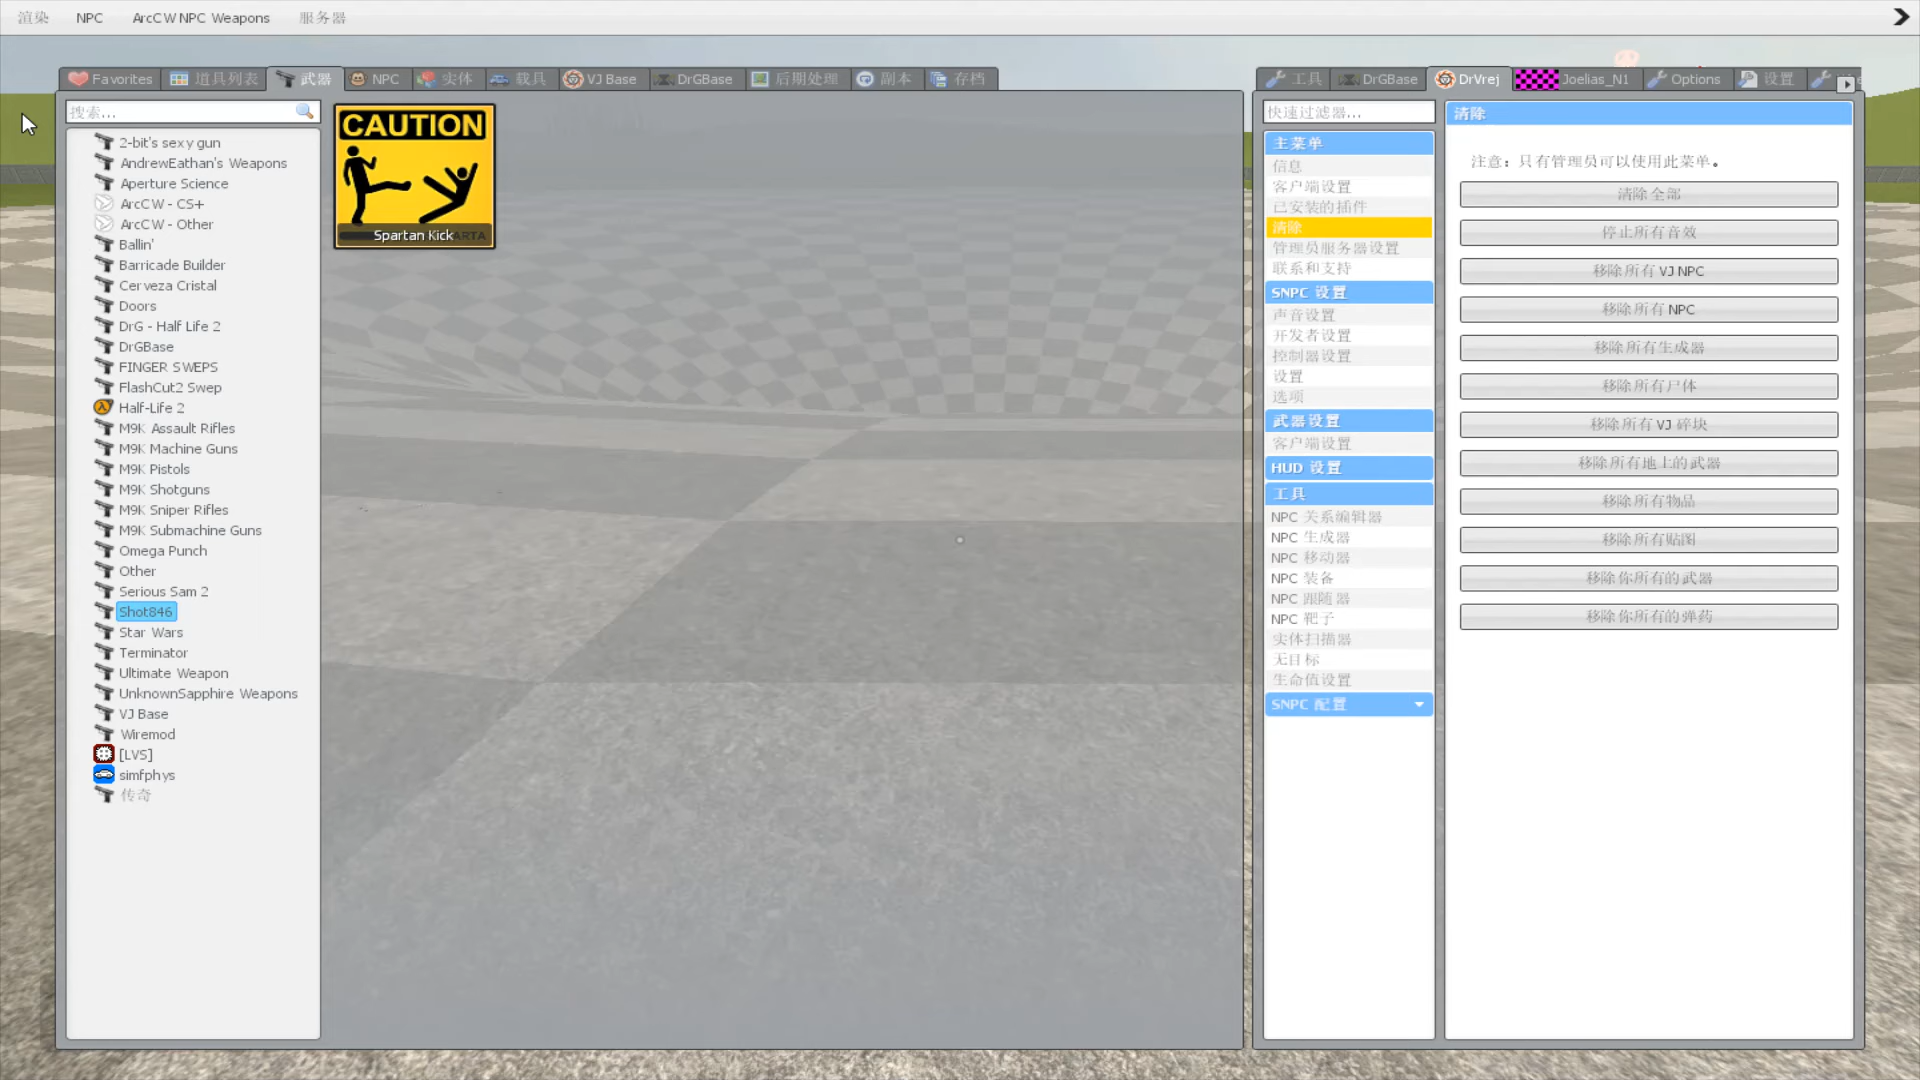 渲染 NPC ArcCW NPC Weapons 服务器
Favorites 道具列表 武器 NPC 实体 载具 VJ Base DrGBase 后期处理 副本 存档
搜索...
2-bit's sexy gun
AndrewEathan's Weapons
Aperture Science
ArcCW - CS+
ArcCW - Other
Ballin'
Barricade Builder
Cerveza Cristal
Doors
DrG - Half Life 2
DrGBase
FINGER SWEPS
FlashCut2 Swep
Half-Life 2
M9K Assault Rifles
M9K Machine Guns
M9K Pistols
M9K Shotguns
M9K Sniper Rifles
M9K Submachine Guns
Omega Punch
Other
Serious Sam 2
Shot846
Star Wars
Terminator
Ultimate Weapon
UnknownSapphire Weapons
VJ Base
Wiremod
[LVS]
simfphys
传奇
CAUTION
Spartan Kick
工具 DrGBase DrVrej Joelias_N1 Options 设置
快速过滤器...
主菜单
信息
客户端设置
已安装的插件
清除
管理员服务器设置
联系和支持
SNPC 设置
声音设置
开发者设置
控制器设置
设置
选项
武器设置
客户端设置
HUD 设置
工具
NPC 关系编辑器
NPC 生成器
NPC 移动器
NPC 装备
NPC 跟随器
NPC 靶子
实体扫描器
无目标
生命值设置
SNPC 配置
清除
注意：只有管理员可以使用此菜单。
清除全部
停止所有音效
移除所有 VJ NPC
移除所有 NPC
移除所有生成器
移除所有尸体
移除所有 VJ 碎块
移除所有地上的武器
移除所有物品
移除所有贴图
移除你所有的武器
移除你所有的弹药